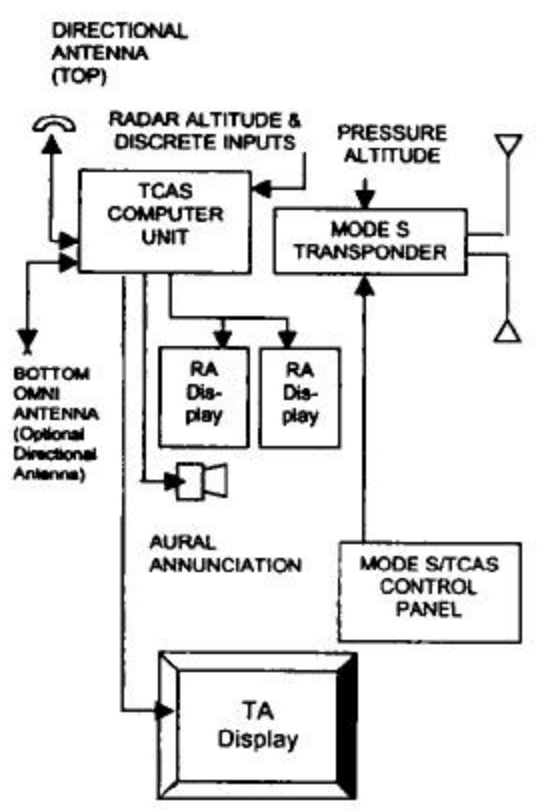 DIRECTIONAL
ANTENNA
(TOP)
RADAR ALTITUDE &
DISCRETE INPUTS
PRESSURE
ALTITUDE
TCAS
COMPUTER
UNIT
MODE S
TRANSPONDER
BOTTOM
OMNI
ANTENNA
(Optional
Directional
Antenna)
RA
Dis-
play
RA
Dis-
play
AURAL
ANNUNCIATION
MODE S/TCAS
CONTROL
PANEL
TA
Display